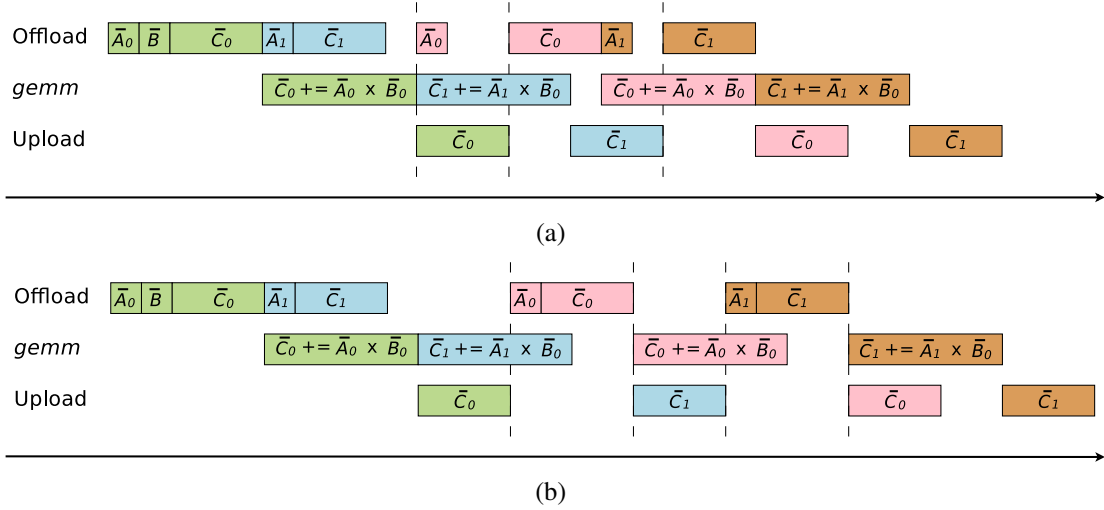 Offload Ā₀ B̄ C̄₀ Ā₁ C̄₁ Ā₀ C̄₀ Ā₁ C̄₁
gemm C̄₀ += Ā₀ x B̄₀ C̄₁ += Ā₁ x B̄₀ C̄₀ += Ā₀ x B̄₀ C̄₁ += Ā₁ x B̄₀
Upload C̄₀ C̄₁ C̄₀ C̄₁
(a)
Offload Ā₀ B̄ C̄₀ Ā₁ C̄₁ Ā₀ C̄₀ Ā₁ C̄₁
gemm C̄₀ += Ā₀ x B̄₀ C̄₁ += Ā₁ x B̄₀ C̄₀ += Ā₀ x B̄₀ C̄₁ += Ā₁ x B̄₀
Upload C̄₀ C̄₁ C̄₀ C̄₁
(b)